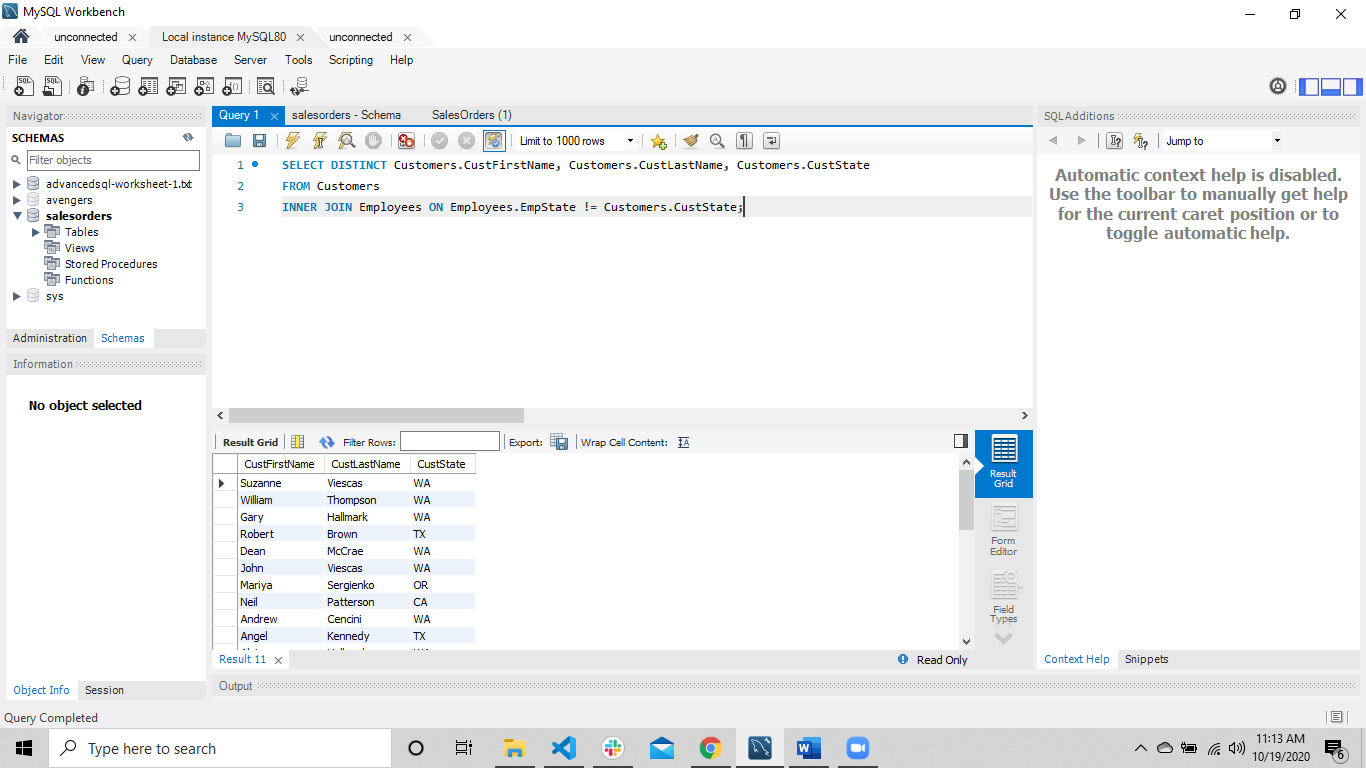 MySQL Workbench
unconnected Local instance MySQL80 unconnected
File Edit View Query Database Server Tools Scripting Help
Navigator
SCHEMAS
Filter objects
advancedsql-worksheet-1.txt
avengers
salesorders
Tables
Views
Stored Procedures
Functions
sys
Administration Schemas
Information
No object selected
Object Info Session
Query 1 salesorders - Schema SalesOrders (1)
Limit to 1000 rows
1 SELECT DISTINCT Customers.CustFirstName, Customers.CustLastName, Customers.CustState
2 FROM Customers
3 INNER JOIN Employees ON Employees.EmpState != Customers.CustState;
Result Grid Filter Rows: Export: Wrap Cell Content:
CustFirstName CustLastName CustState
Suzanne Viescas WA
William Thompson WA
Gary Hallmark WA
Robert Brown TX
Dean McCrae WA
John Viescas WA
Mariya Sergienko OR
Neil Patterson CA
Andrew Cencini WA
Angel Kennedy TX
Result Grid
Form Editor
Field Types
Result 11 Read Only
Output
SQLAdditions
Jump to
Automatic context help is disabled.
Use the toolbar to manually get help
for the current caret position or to
toggle automatic help.
Context Help Snippets
Query Completed
Type here to search
11:13 AM
10/19/2020
6